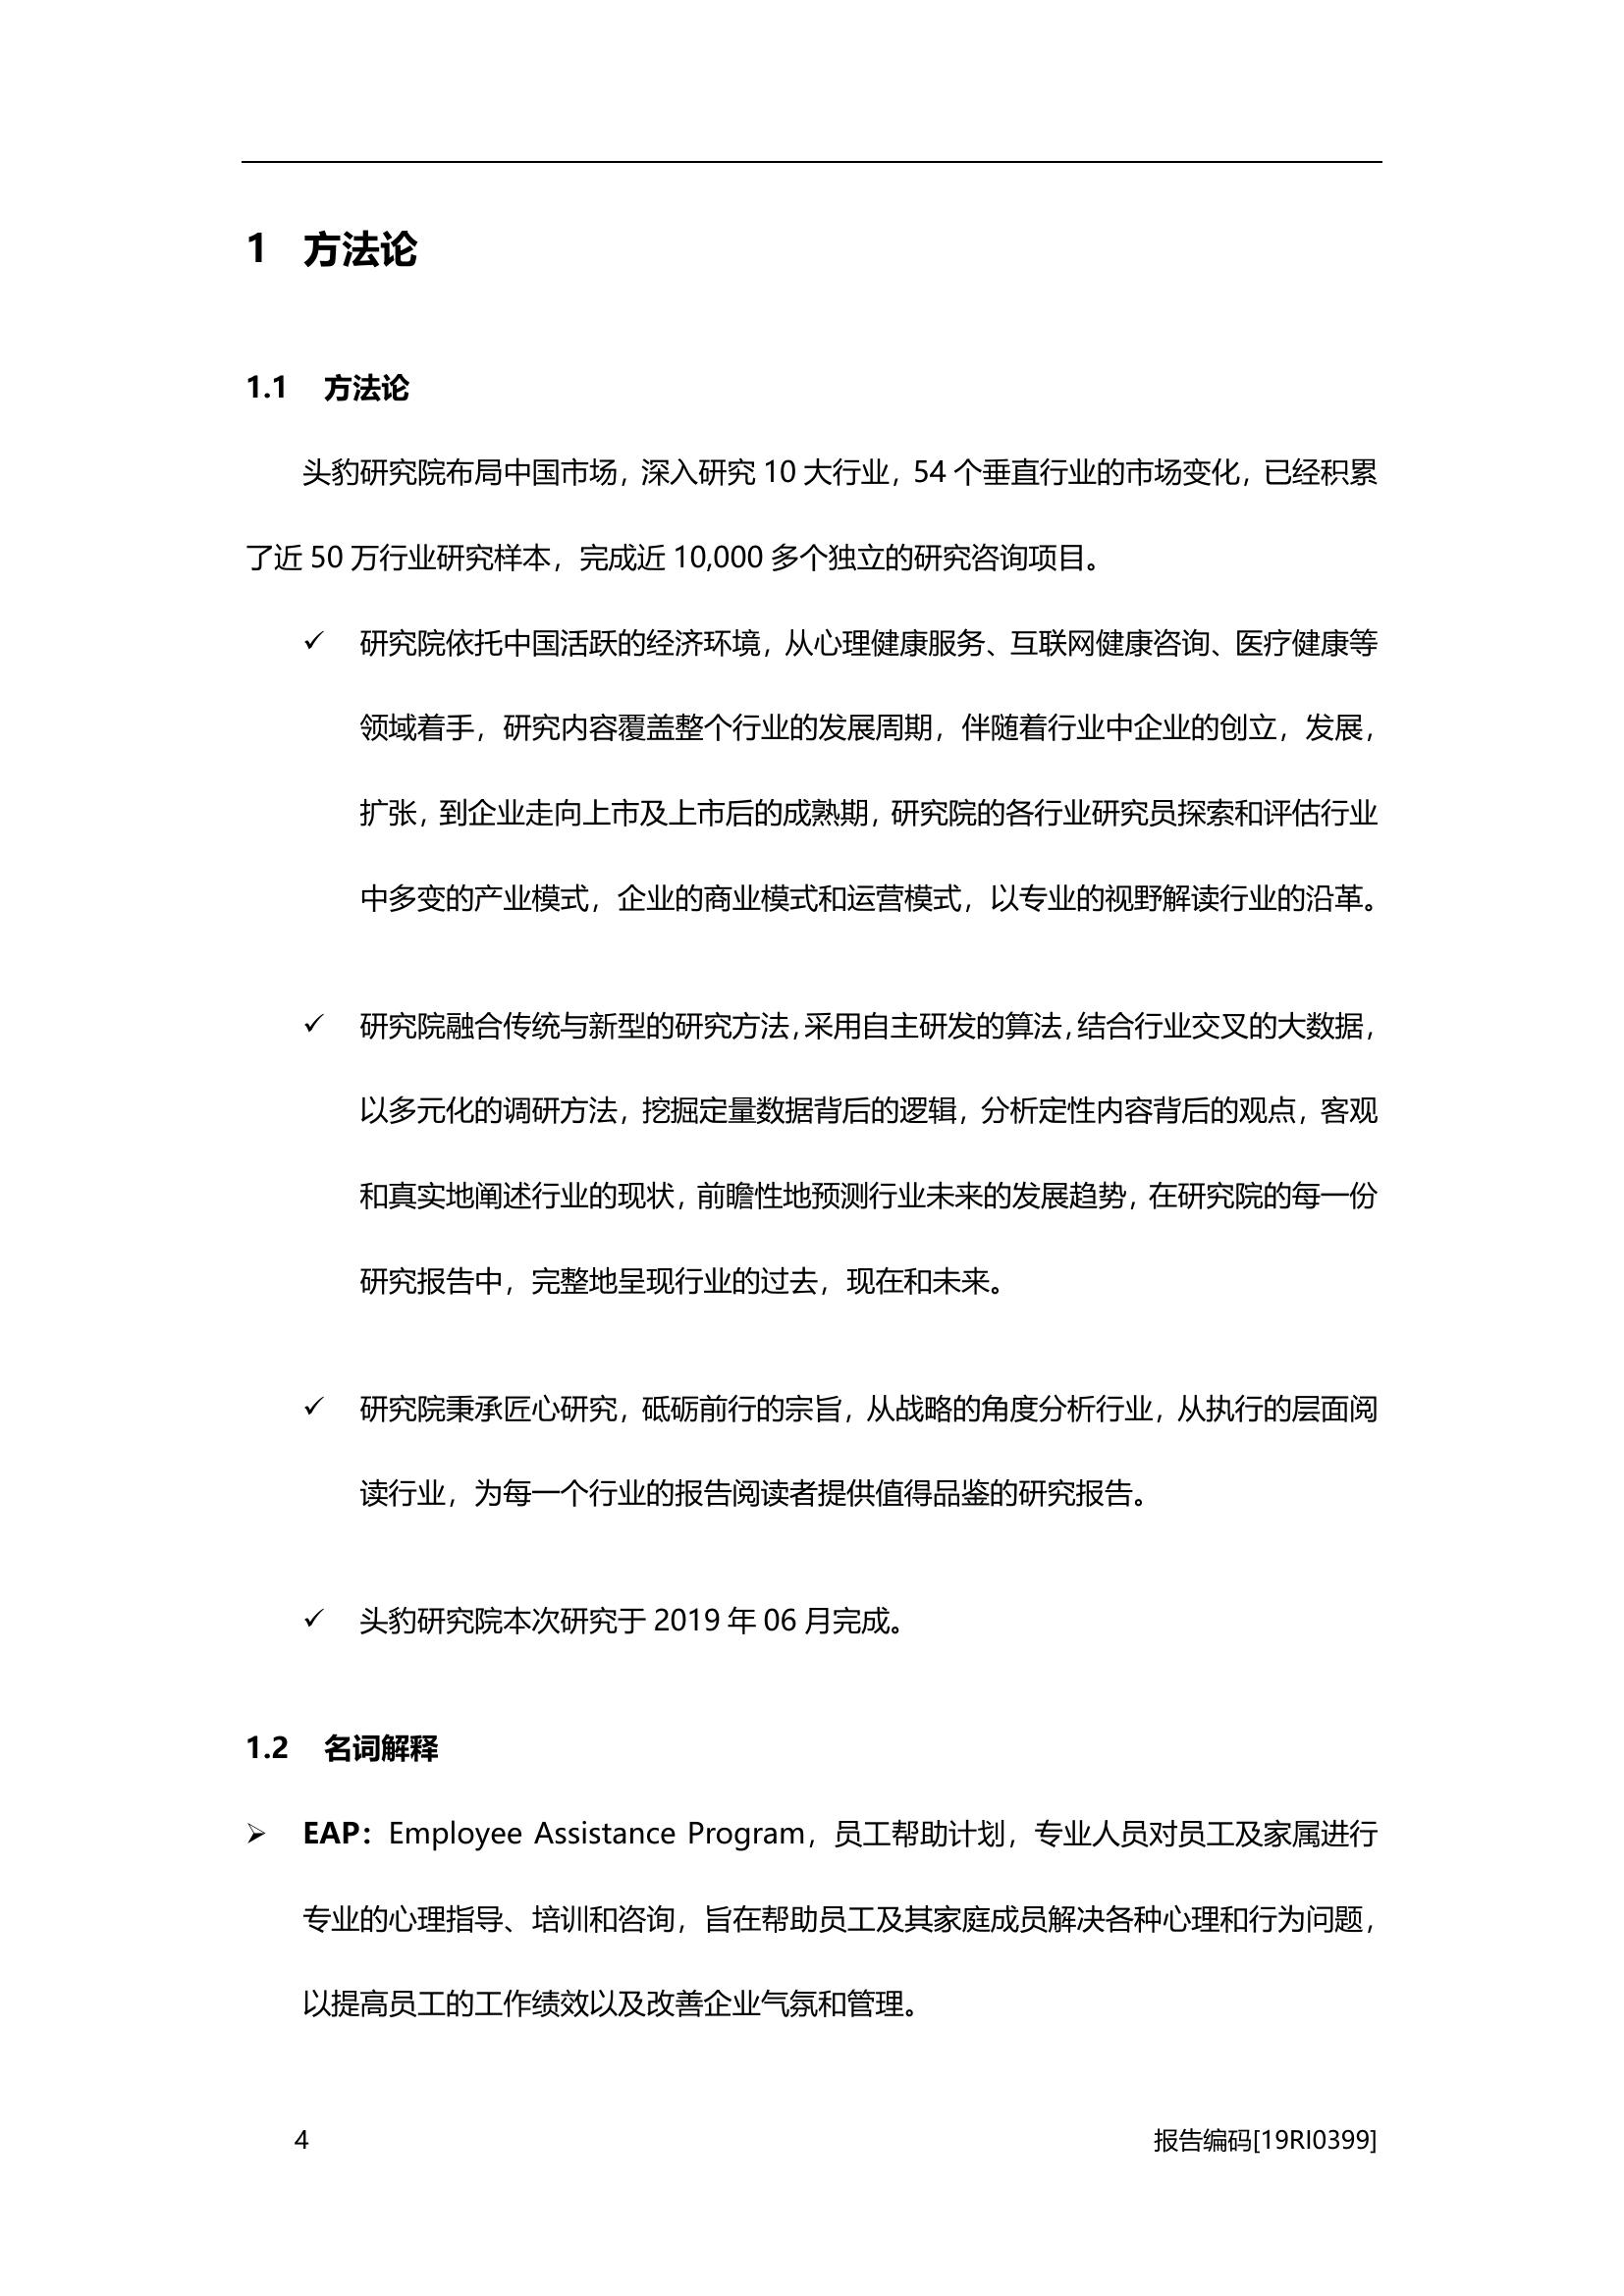 1 方法论
1.1 方法论
头豹研究院布局中国市场，深入研究 10 大行业，54 个垂直行业的市场变化，已经积累
了近 50 万行业研究样本，完成近 10,000 多个独立的研究咨询项目。
✓ 研究院依托中国活跃的经济环境，从心理健康服务、互联网健康咨询、医疗健康等
领域着手，研究内容覆盖整个行业的发展周期，伴随着行业中企业的创立，发展，
扩张，到企业走向上市及上市后的成熟期，研究院的各行业研究员探索和评估行业
中多变的产业模式，企业的商业模式和运营模式，以专业的视野解读行业的沿革。
✓ 研究院融合传统与新型的研究方法，采用自主研发的算法，结合行业交叉的大数据，
以多元化的调研方法，挖掘定量数据背后的逻辑，分析定性内容背后的观点，客观
和真实地阐述行业的现状，前瞻性地预测行业未来的发展趋势，在研究院的每一份
研究报告中，完整地呈现行业的过去，现在和未来。
✓ 研究院秉承匠心研究，砥砺前行的宗旨，从战略的角度分析行业，从执行的层面阅
读行业，为每一个行业的报告阅读者提供值得品鉴的研究报告。
✓ 头豹研究院本次研究于 2019 年 06 月完成。
1.2 名词解释
➢ EAP：Employee Assistance Program，员工帮助计划，专业人员对员工及家属进行
专业的心理指导、培训和咨询，旨在帮助员工及其家庭成员解决各种心理和行为问题，
以提高员工的工作绩效以及改善企业气氛和管理。
4 报告编码[19RI0399]